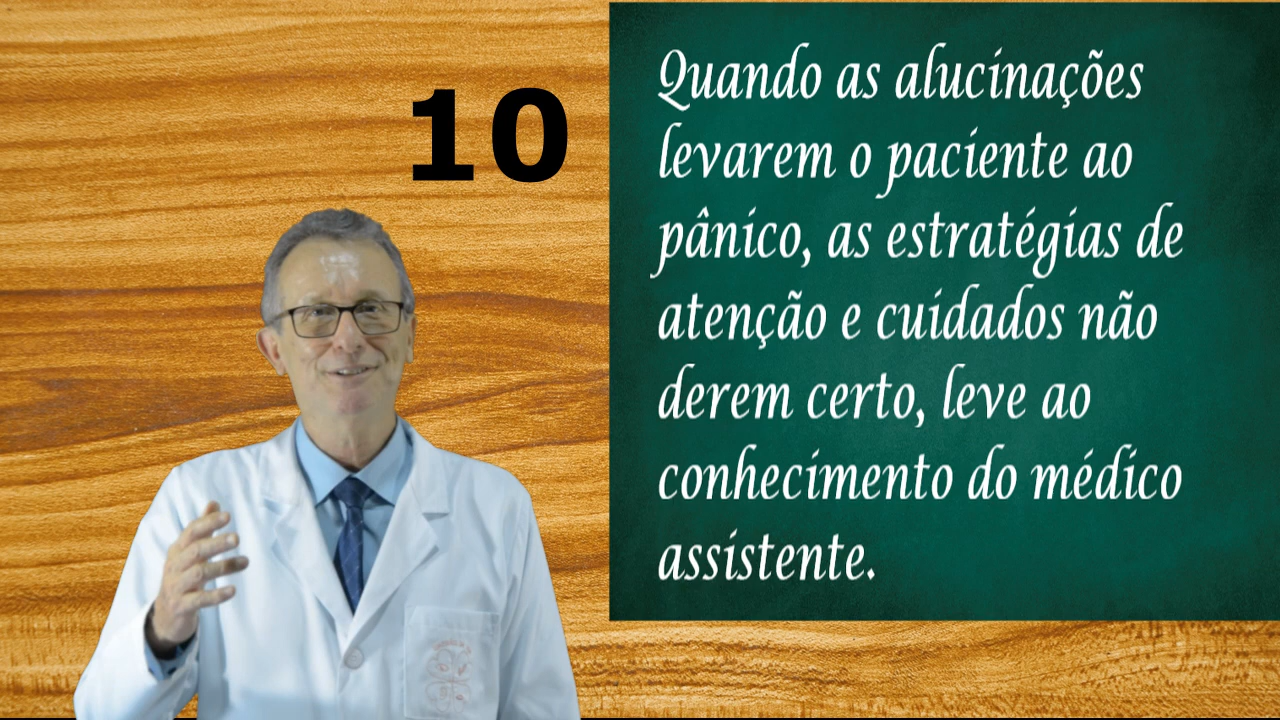 10
Quando as alucinações
levarem o paciente ao
pânico, as estratégias de
atenção e cuidados não
derem certo, leve ao
conhecimento do médico
assistente.